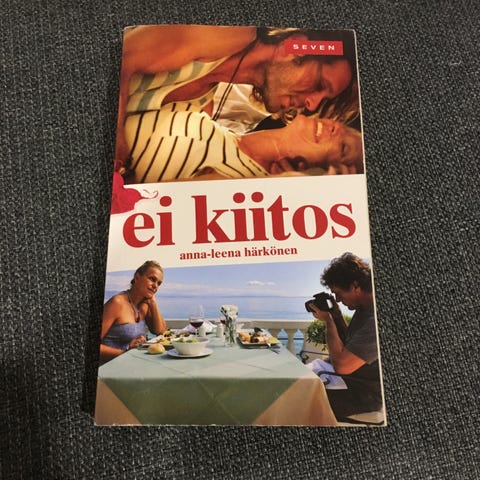 SEVEN
ei kiitos
anna-leena härkönen